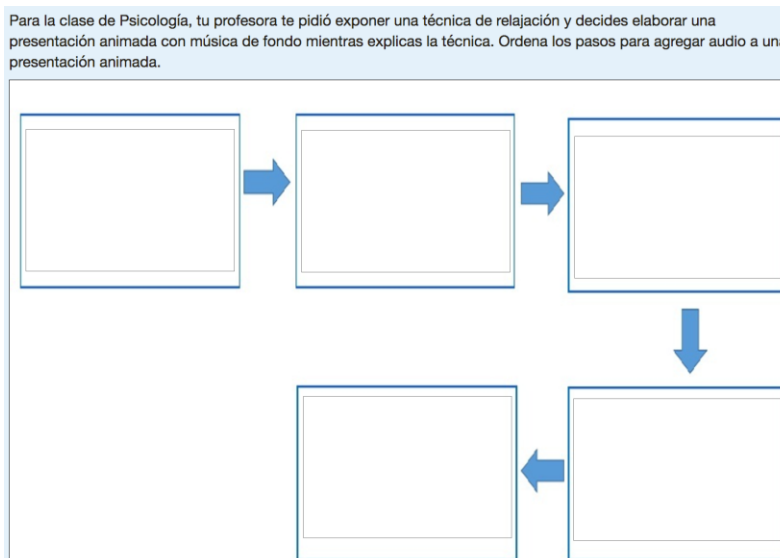 Para la clase de Psicología, tu profesora te pidió exponer una técnica de relajación y decides elaborar una
presentación animada con música de fondo mientras explicas la técnica. Ordena los pasos para agregar audio a una
presentación animada.